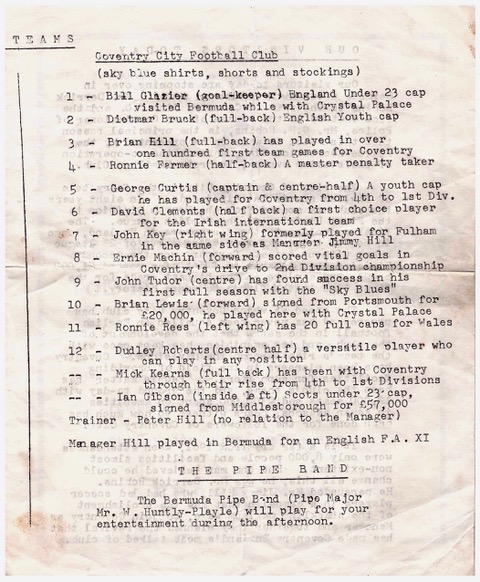 TEAMS
Coventry City Football Club
(sky blue shirts, shorts and stockings)
1 - Bill Glazier (goal-keeper) England Under 23 cap
visited Bermuda while with Crystal Palace
2 - Dietmar Bruck (full-back) English Youth cap
3 - Brian Hill (full-back) has played in over
one hundred first team games for Coventry
4 - Ronnie Farmer (half-back) A master penalty taker
5 - George Curtis (captain & centre-half) A youth cap
he has played for Coventry from 4th to 1st Div.
6 - David Clements (half back) a first choice player
for the Irish international team
7 - John Key (right wing) formerly played for Fulham
in the same side as Manager Jimmy Hill
8 - Ernie Machin (forward) scored vital goals in
Coventry's drive to 2nd Division championship
9 - John Tudor (centre) has found success in his
first full season with the "Sky Blues"
10 - Brian Lewis (forward) signed from Portsmouth for
£20,000, he played here with Crystal Palace
11 - Ronnie Rees (left wing) has 20 full caps for Wales
12 - Dudley Roberts(centre half) a versatile player who
can play in any position
-- - Mick Kearns (full back) has been with Coventry
through their rise from 4th to 1st Divisions
-- - Ian Gibson (inside left) Scots under 23 cap,
signed from Middlesborough for £57,000
Trainer - Peter Hill (no relation to the Manager)
Manager Hill played in Bermuda for an English F.A. XI
THE PIPE BAND
The Bermuda Pipe Band (Pipe Major
Mr. W. Huntly-Playle) will play for your
entertainment during the afternoon.